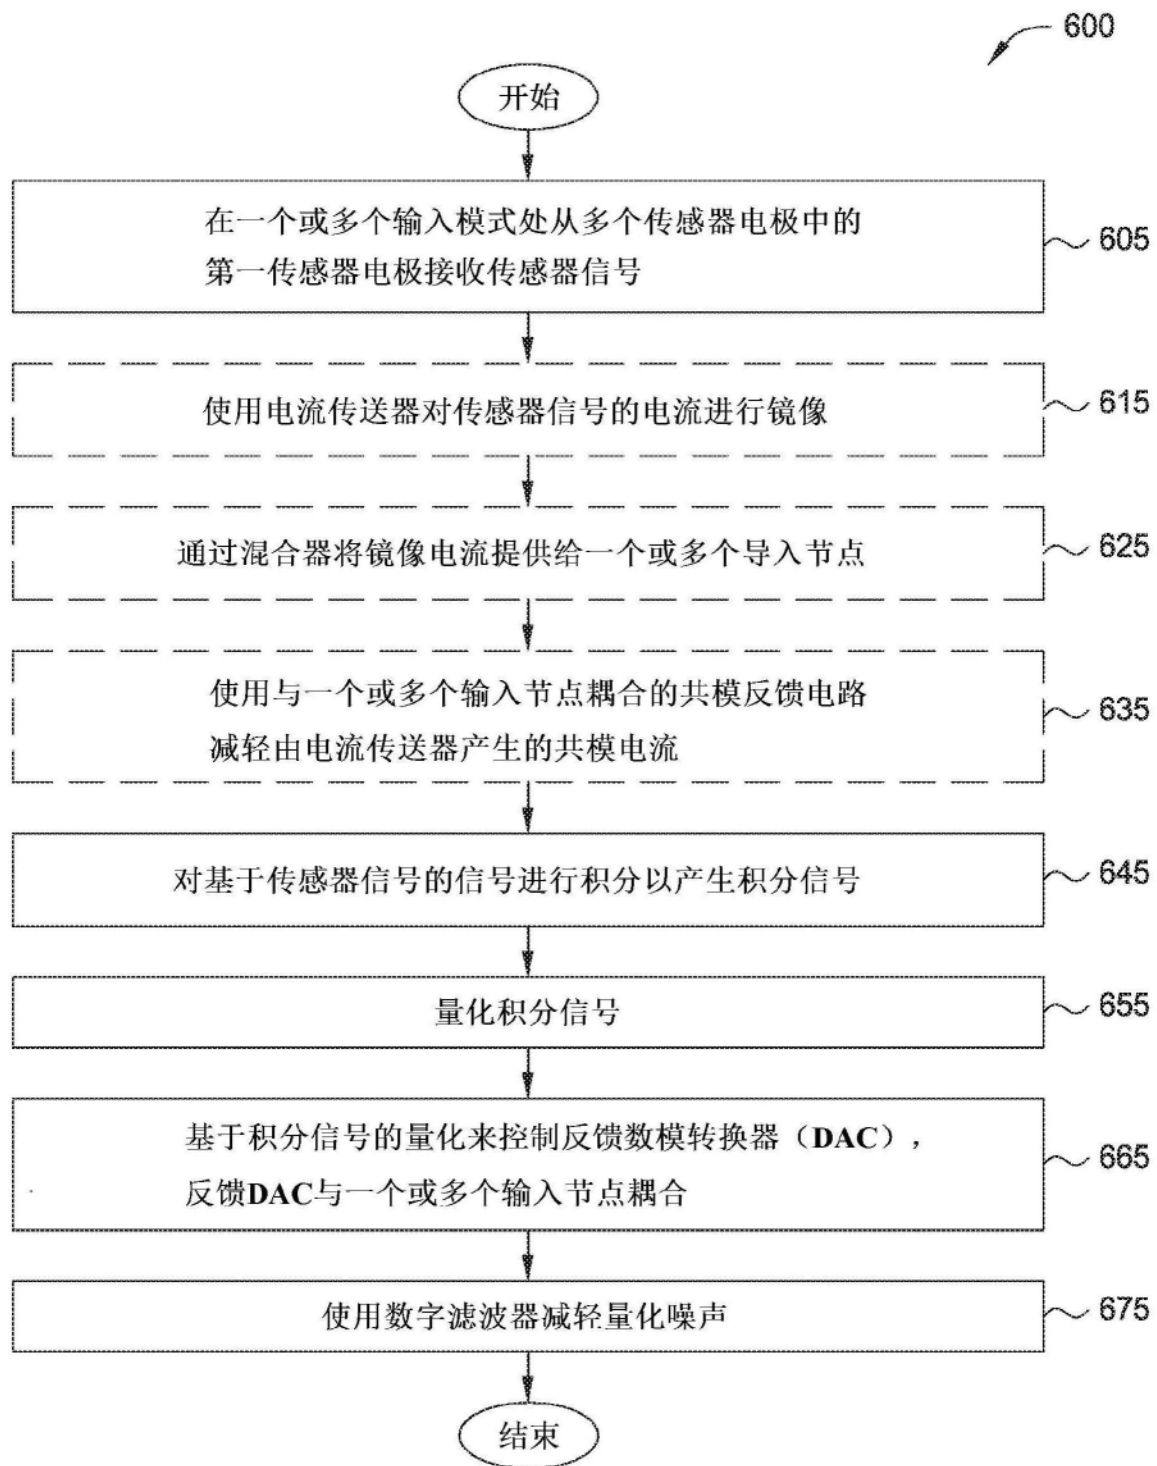 600
开始
在一个或多个输入模式处从多个传感器电极中的
第一传感器电极接收传感器信号
605
使用电流传送器对传感器信号的电流进行镜像
615
通过混合器将镜像电流提供给一个或多个导入节点
625
使用与一个或多个输入节点耦合的共模反馈电路
减轻由电流传送器产生的共模电流
635
对基于传感器信号的信号进行积分以产生积分信号
645
量化积分信号
655
基于积分信号的量化来控制反馈数模转换器（DAC），
反馈DAC与一个或多个输入节点耦合
665
使用数字滤波器减轻量化噪声
675
结束